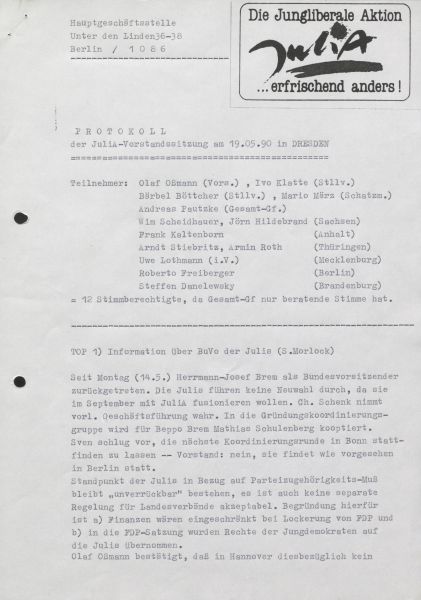 Hauptgeschäftsstelle
Unter den Linden36-38
Berlin / 1 0 8 6
Die Jungliberale Aktion
JuliA
...erfrischend anders!
P R O T O K O L L
der JuliA-Vorstandssitzung am 19.05.90 in DRESDEN
Teilnehmer: Olaf Oßmann (Vors.) , Ivo Klatte (Stllv.)
Bärbel Böttcher (Stllv.) , Mario März (Schatzm.)
Andreas Pautzke (Gesamt-Gf.)
Wim Scheidhauer, Jörn Hildebrand (Sachsen)
Frank Kaltenborn (Anhalt)
Arndt Stiebritz, Armin Roth (Thüringen)
Uwe Lothmann (i.V.) (Mecklenburg)
Roberto Freiberger (Berlin)
Steffen Danelewsky (Brandenburg)
= 12 Stimmberechtigte, da Gesamt-Gf nur beratende Stimme hat.
TOP 1) Information über BuVo der Julis (S.Morlock)
Seit Montag (14.5.) Herrmann-Josef Brem als Bundesvorsitzender
zurückgetreten. Die Julis führen keine Neuwahl durch, da sie
im September mit JuliA fusionieren wollen. Ch. Schenk nimmt
vorl. Geschäftsführung wahr. In die Gründungskoordinierungs-
gruppe wird für Beppo Brem Mathias Schulenberg kooptiert.
Sven schlug vor, die nächste Koordinierungsrunde in Bonn statt-
finden zu lassen -- Vorstand: nein, sie findet wie vorgesehen
in Berlin statt.
Standpunkt der Julis in Bezug auf Parteizugehörigkeits-Muß
bleibt „unverrückbar" bestehen, es ist auch keine separate
Regelung für Landesverbände akzeptabel. Begründung hierfür
ist a) Finanzen wären eingeschränkt bei Lockerung von FDP und
b) in die FDP-Satzung wurden Rechte der Jungdemokraten auf
die Julis übernommen.
Olaf Oßmann bestätigt, daß in Hannover diesbezüglich kein